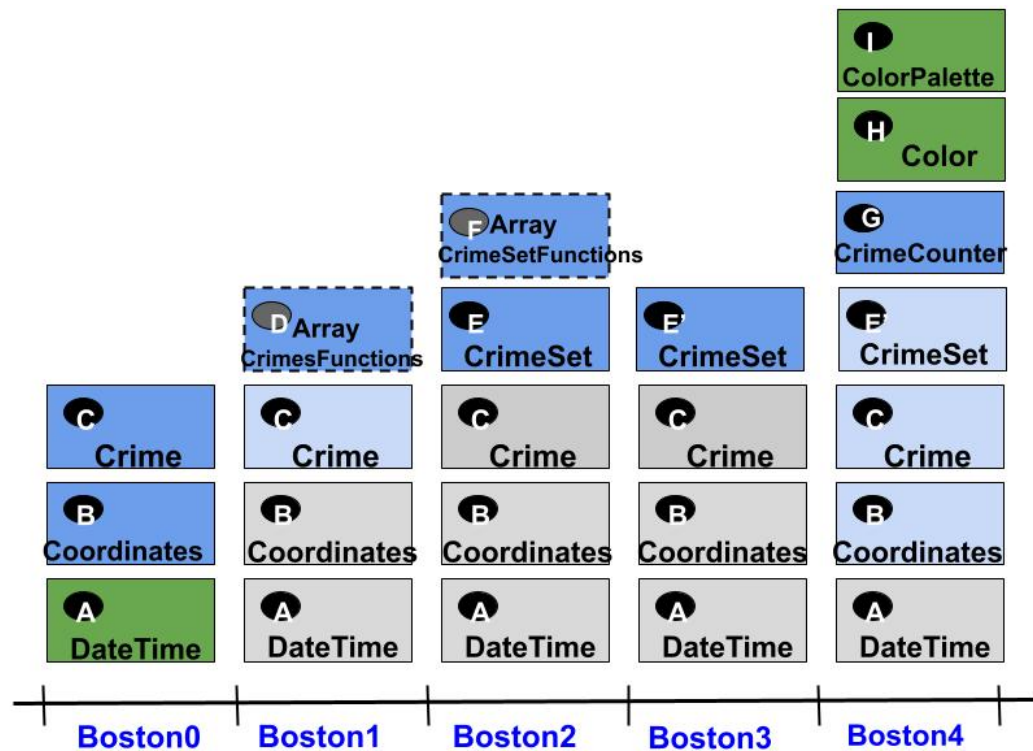 I
ColorPalette
H
Color
F Array
CrimeSetFunctions
G
CrimeCounter
D Array
CrimesFunctions
E
CrimeSet
E'
CrimeSet
E'
CrimeSet
C
Crime
C
Crime
C
Crime
C
Crime
C
Crime
B
Coordinates
B
Coordinates
B
Coordinates
B
Coordinates
B
Coordinates
A
DateTime
A
DateTime
A
DateTime
A
DateTime
A
DateTime
Boston0 Boston1 Boston2 Boston3 Boston4